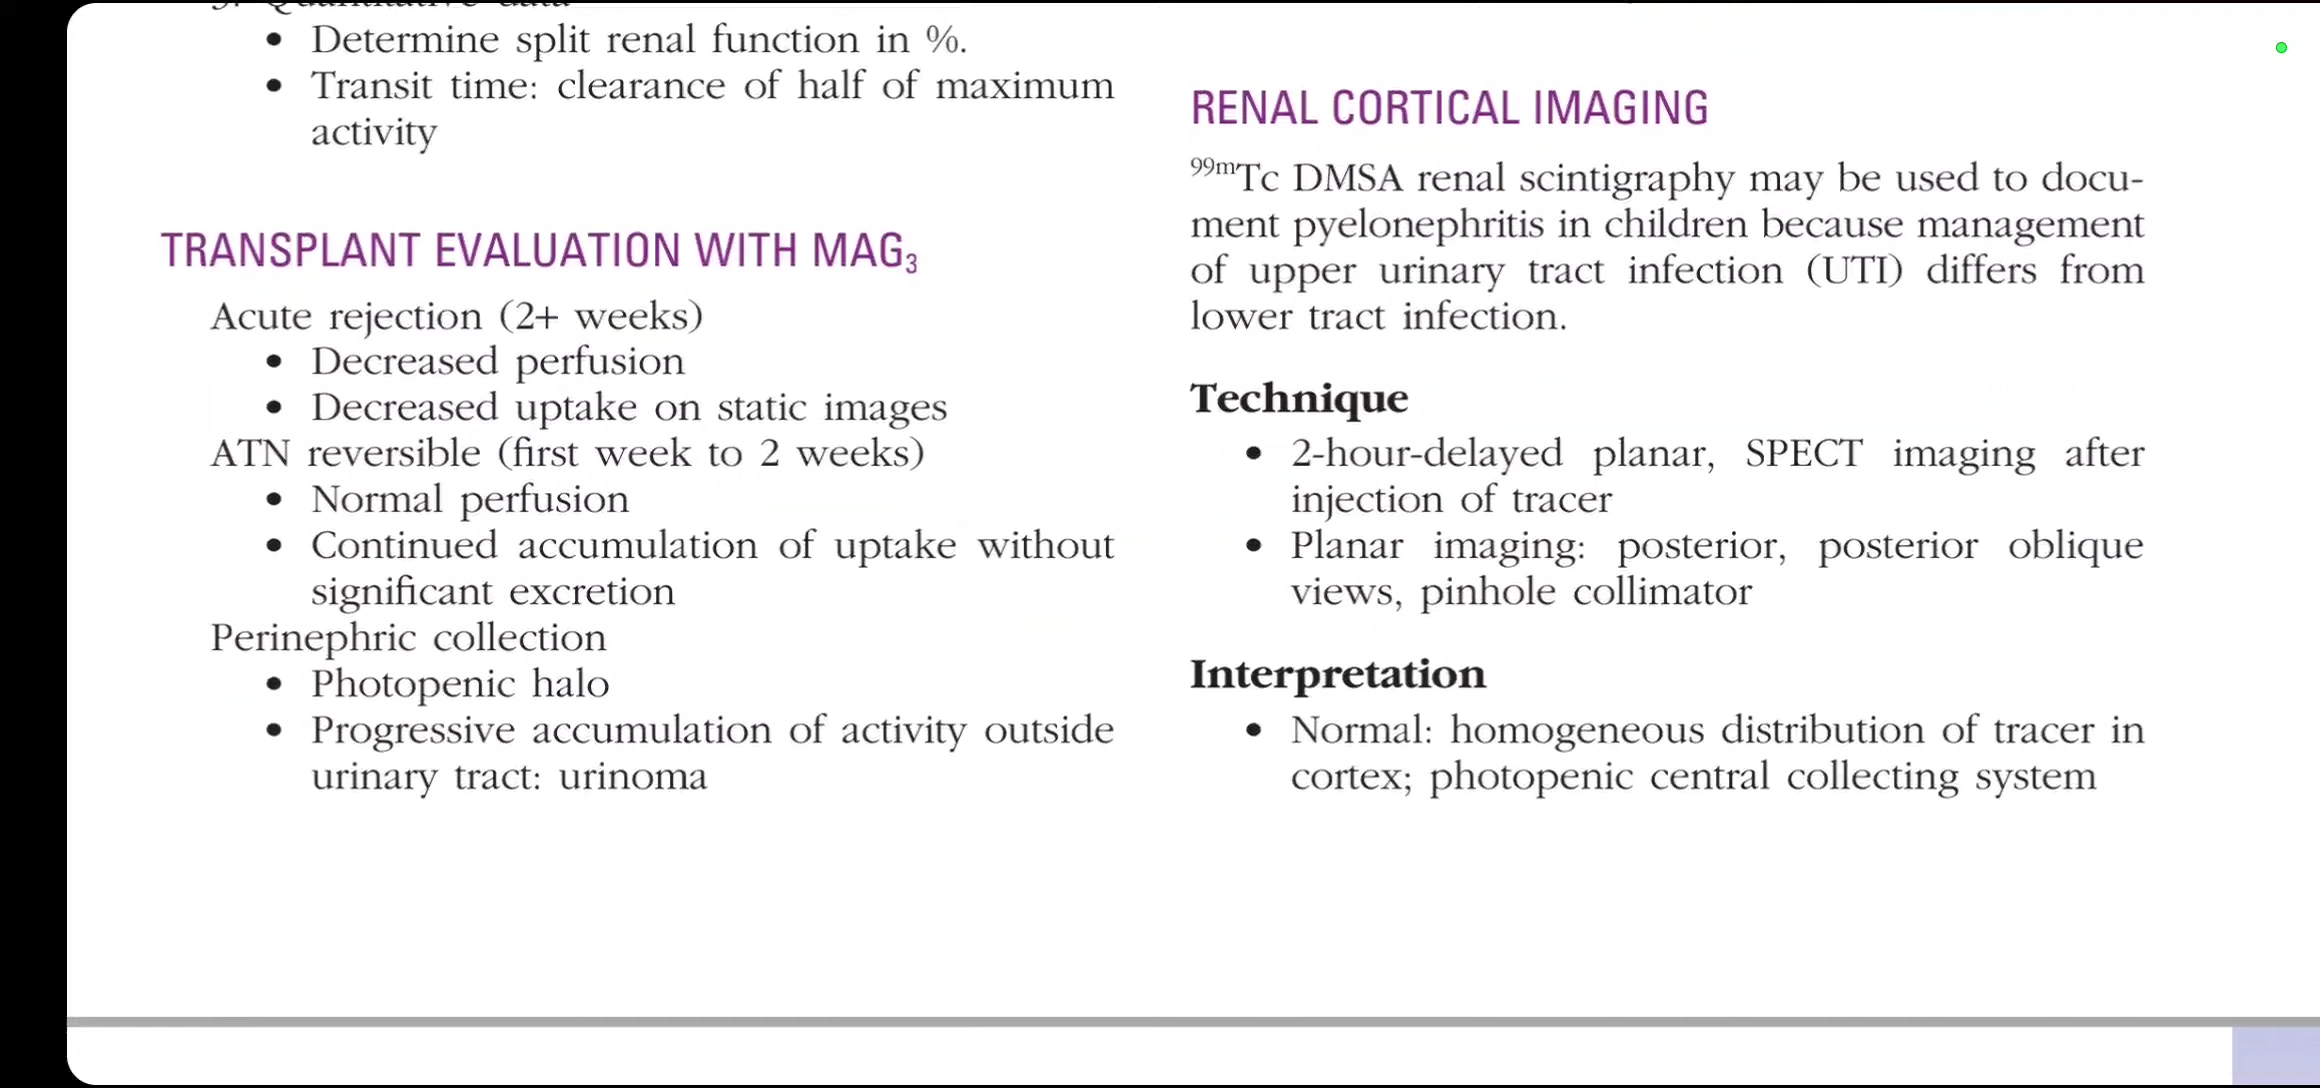 3. Quantitative data
• Determine split renal function in %.
• Transit time: clearance of half of maximum
activity
TRANSPLANT EVALUATION WITH MAG₃
Acute rejection (2+ weeks)
• Decreased perfusion
• Decreased uptake on static images
ATN reversible (first week to 2 weeks)
• Normal perfusion
• Continued accumulation of uptake without
significant excretion
Perinephric collection
• Photopenic halo
• Progressive accumulation of activity outside
urinary tract: urinoma
RENAL CORTICAL IMAGING
⁹⁹ᵐTc DMSA renal scintigraphy may be used to docu-
ment pyelonephritis in children because management
of upper urinary tract infection (UTI) differs from
lower tract infection.
Technique
• 2-hour-delayed planar, SPECT imaging after
injection of tracer
• Planar imaging: posterior, posterior oblique
views, pinhole collimator
Interpretation
• Normal: homogeneous distribution of tracer in
cortex; photopenic central collecting system